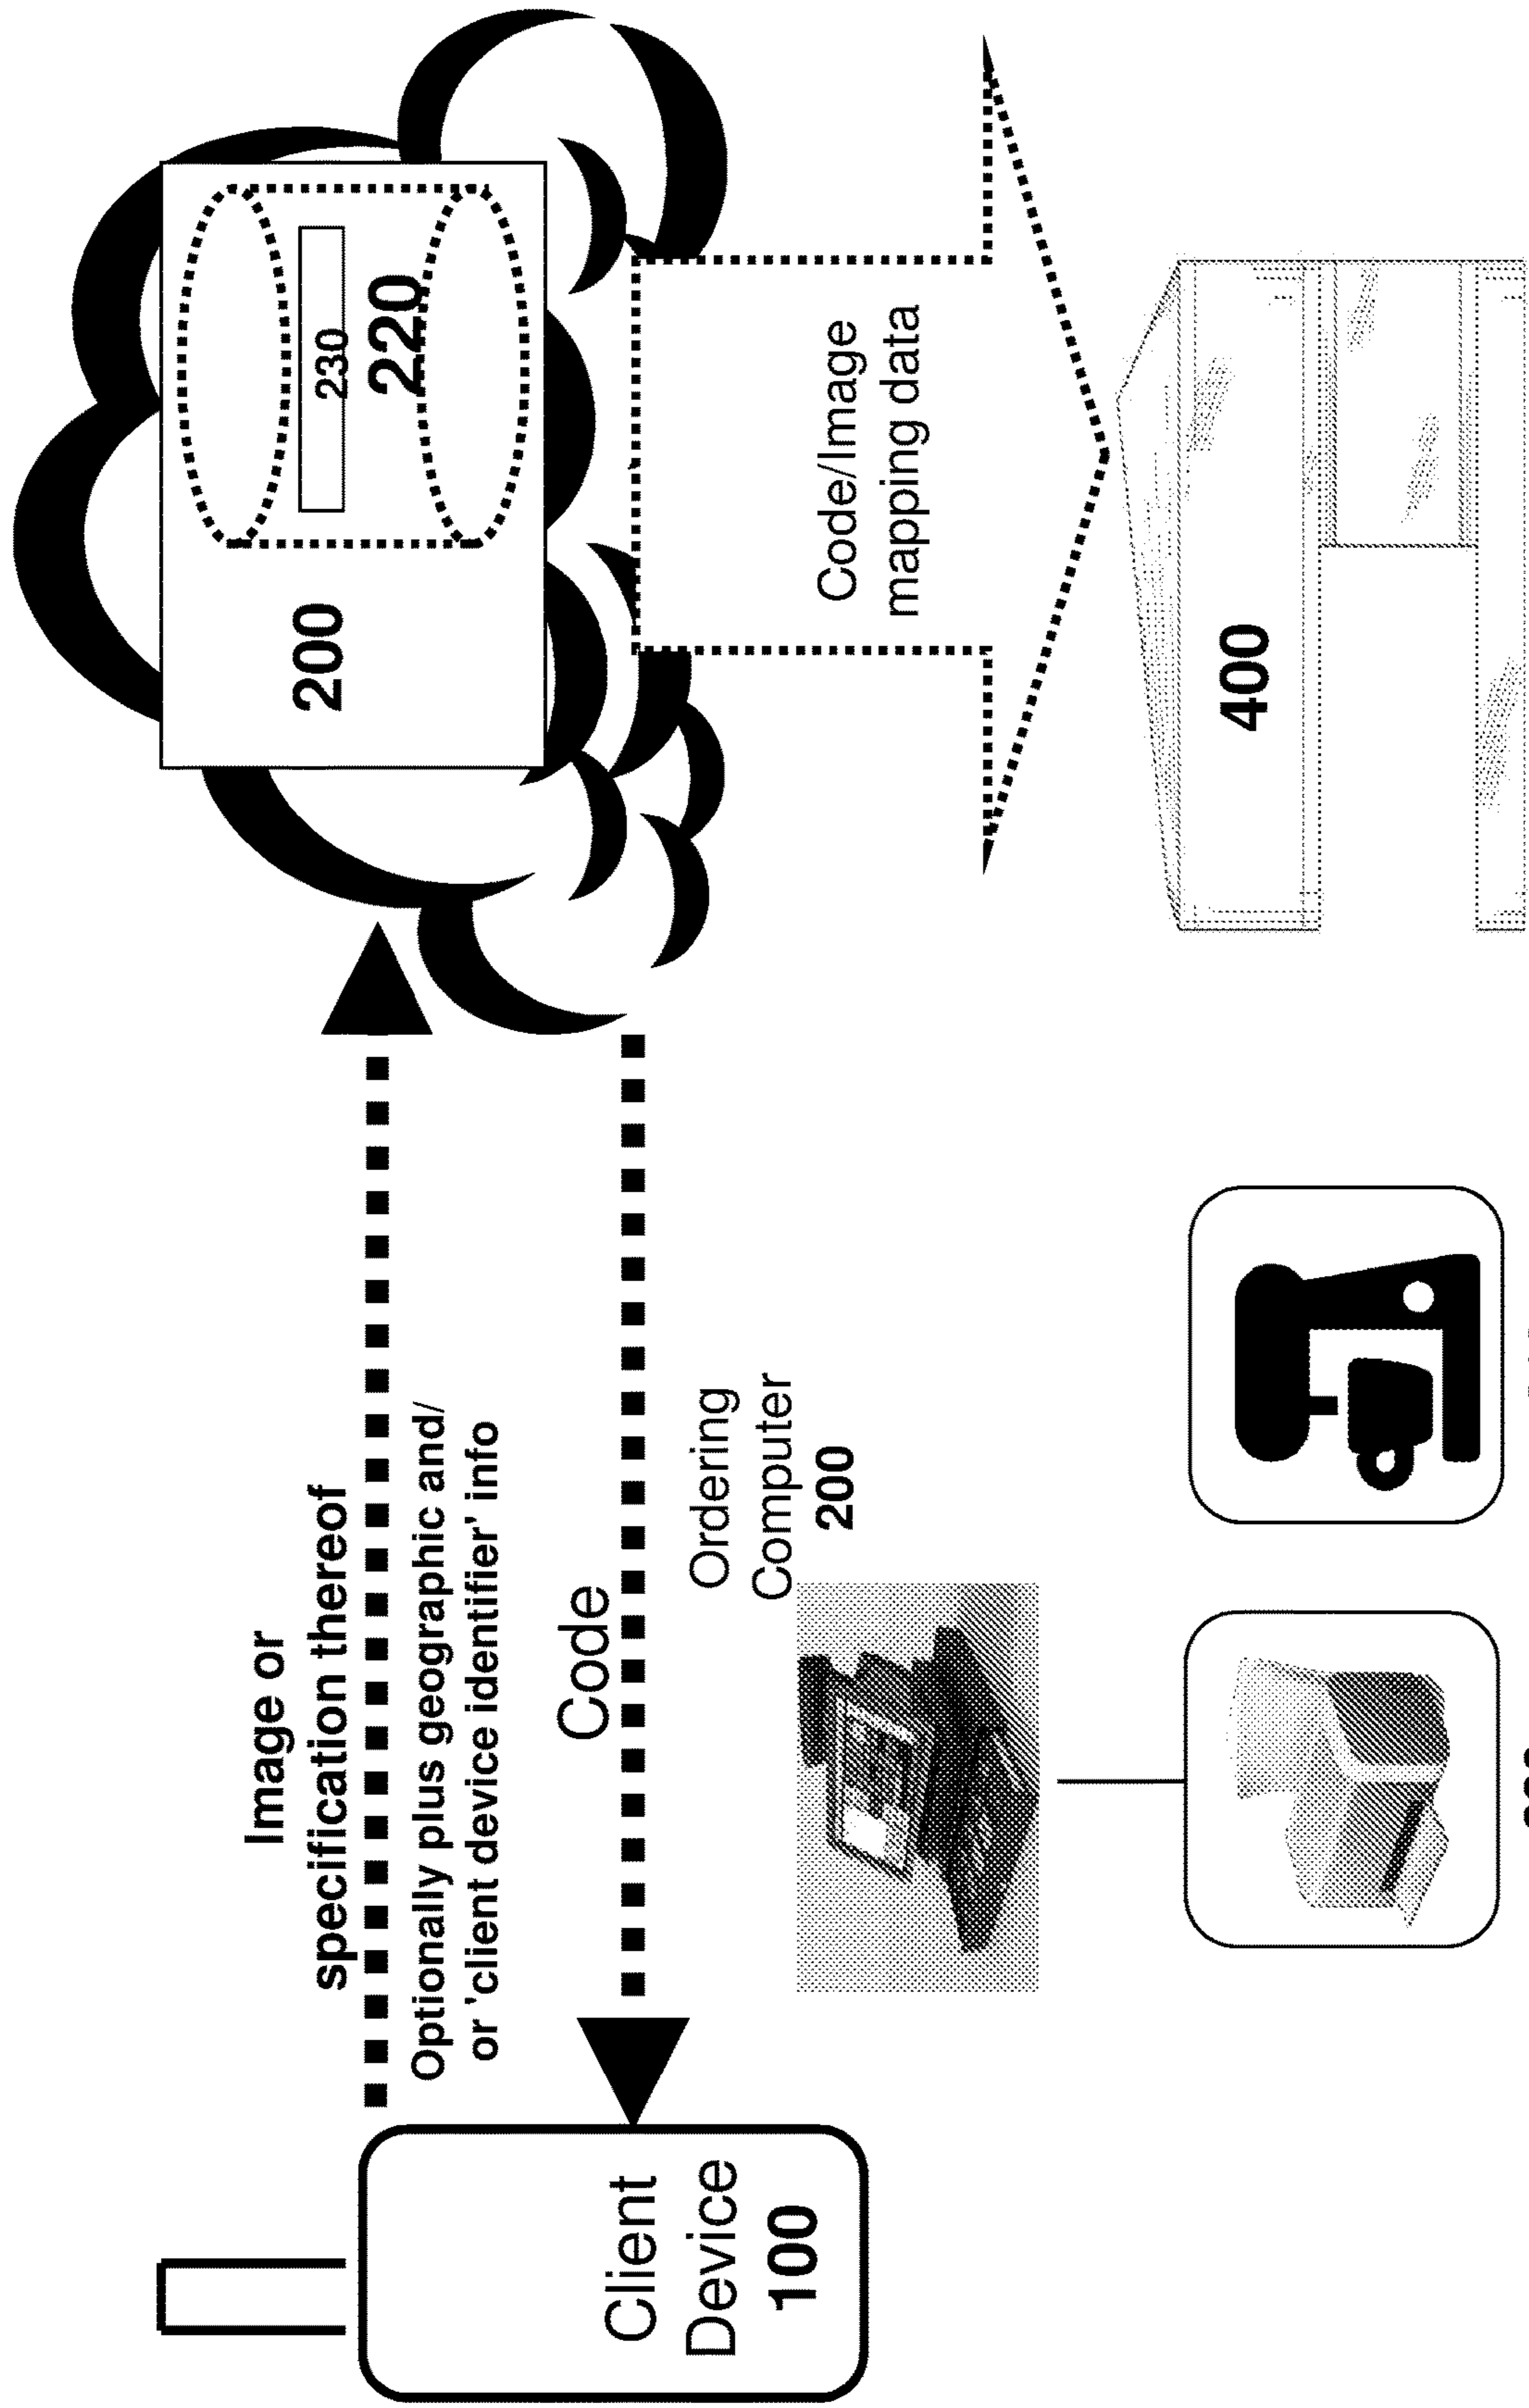 Image or
specification thereof
Optionally plus geographic and/
or 'client device identifier' info
Code
Client
Device
100
Ordering
Computer
200
200
230
220
Code/Image
mapping data
400